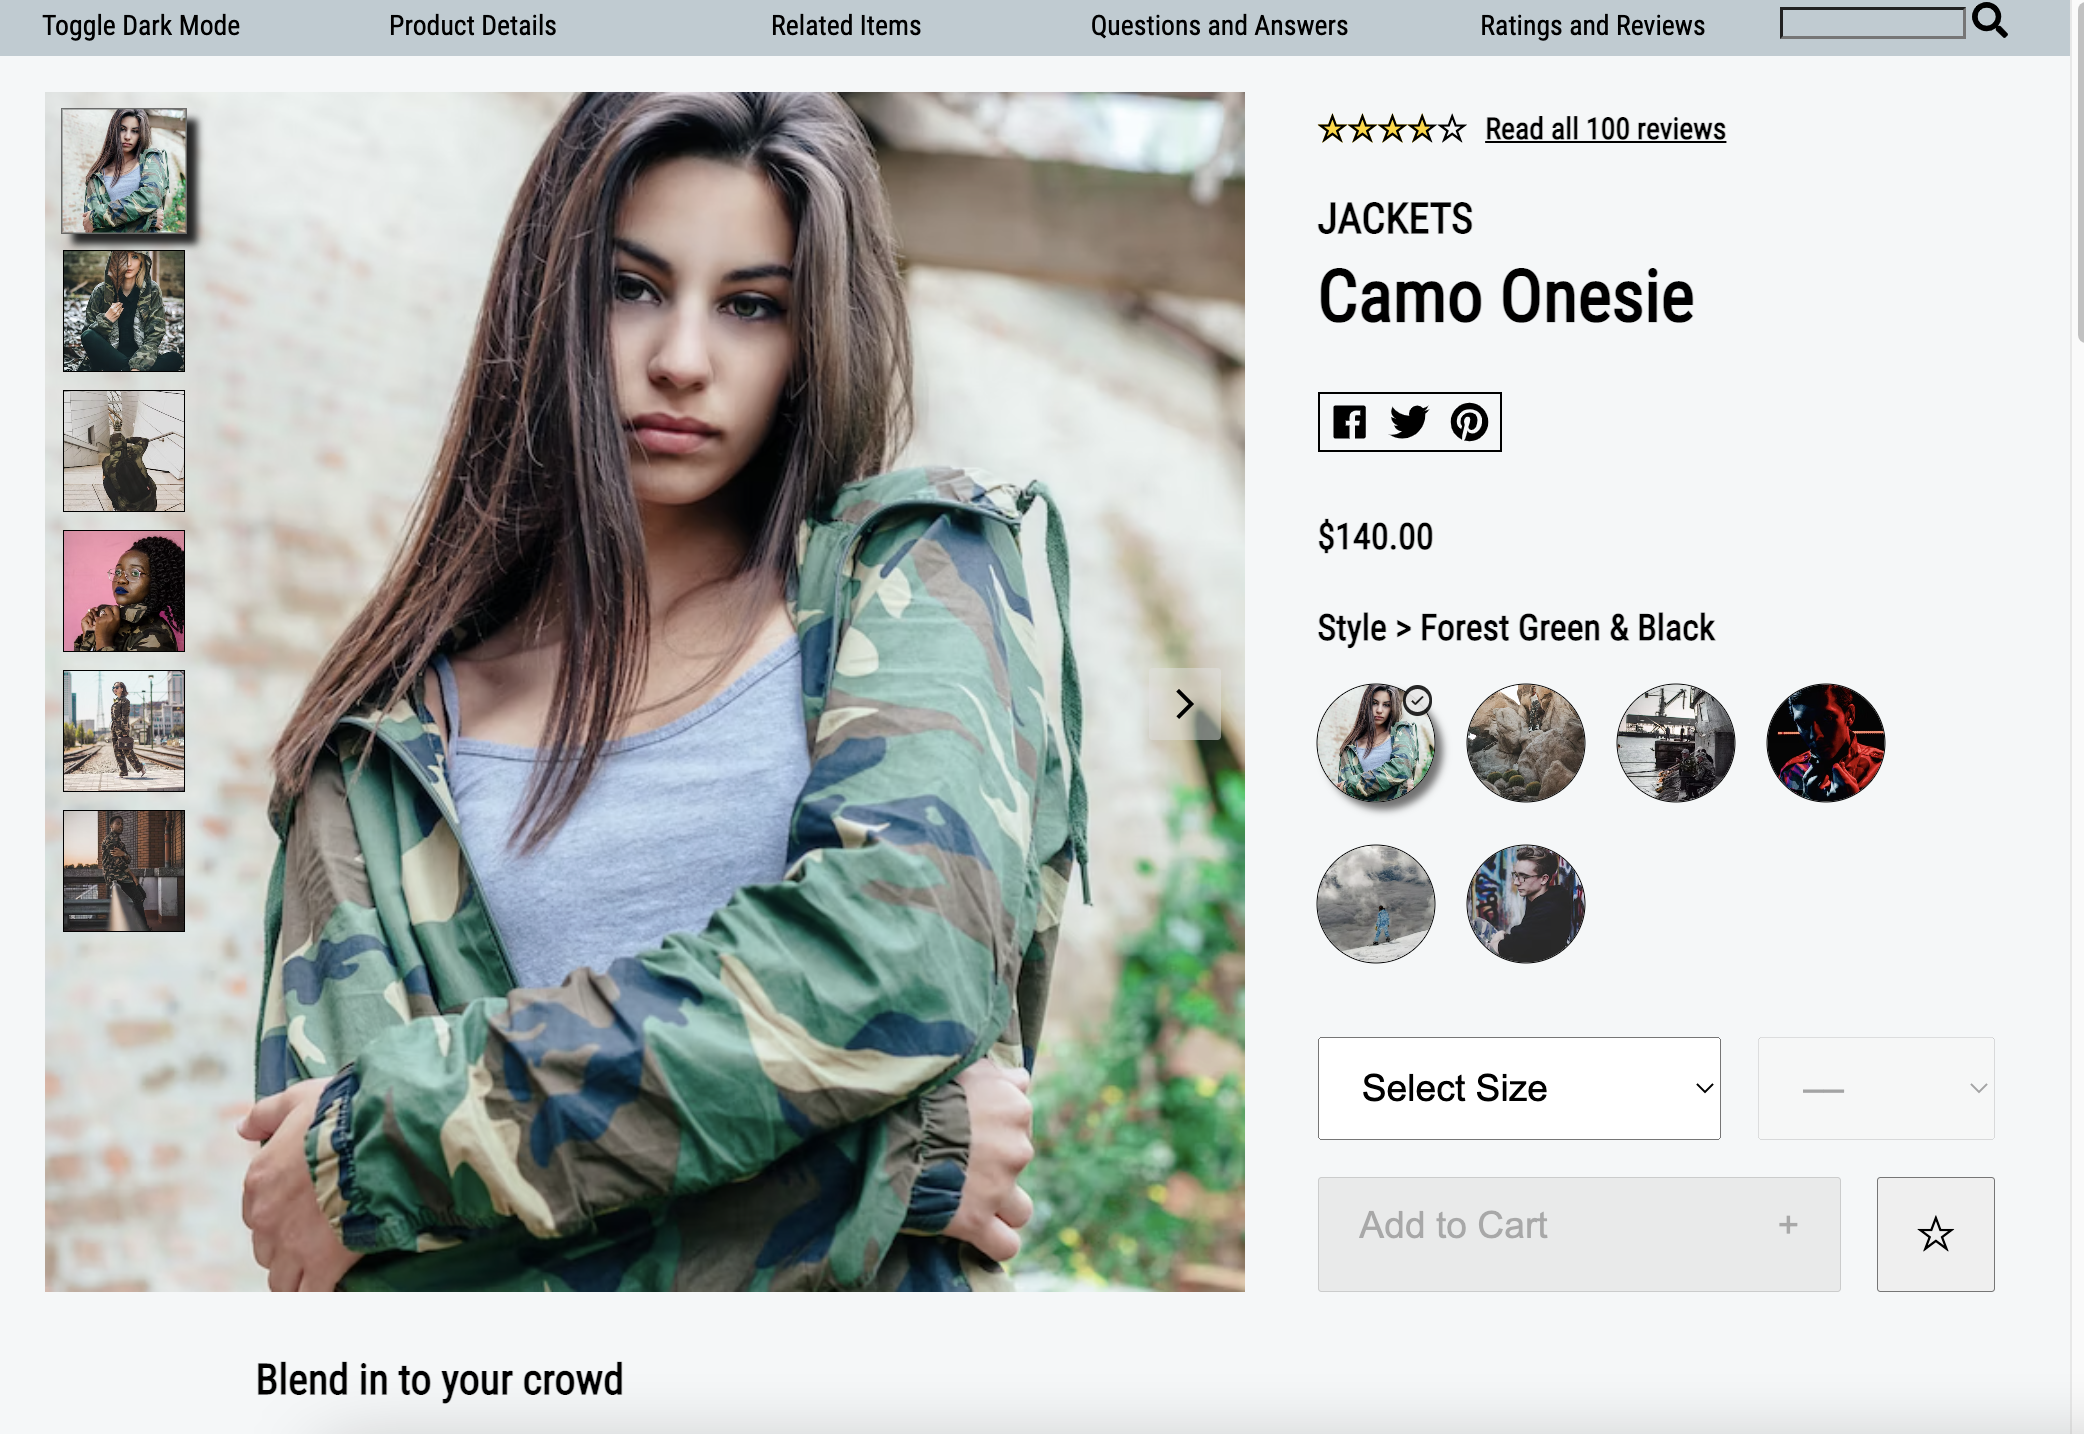 Toggle Dark Mode Product Details Related Items Questions and Answers Ratings and Reviews
Read all 100 reviews
JACKETS
Camo Onesie
$140.00
Style > Forest Green & Black
Select Size —
Add to Cart +
Blend in to your crowd